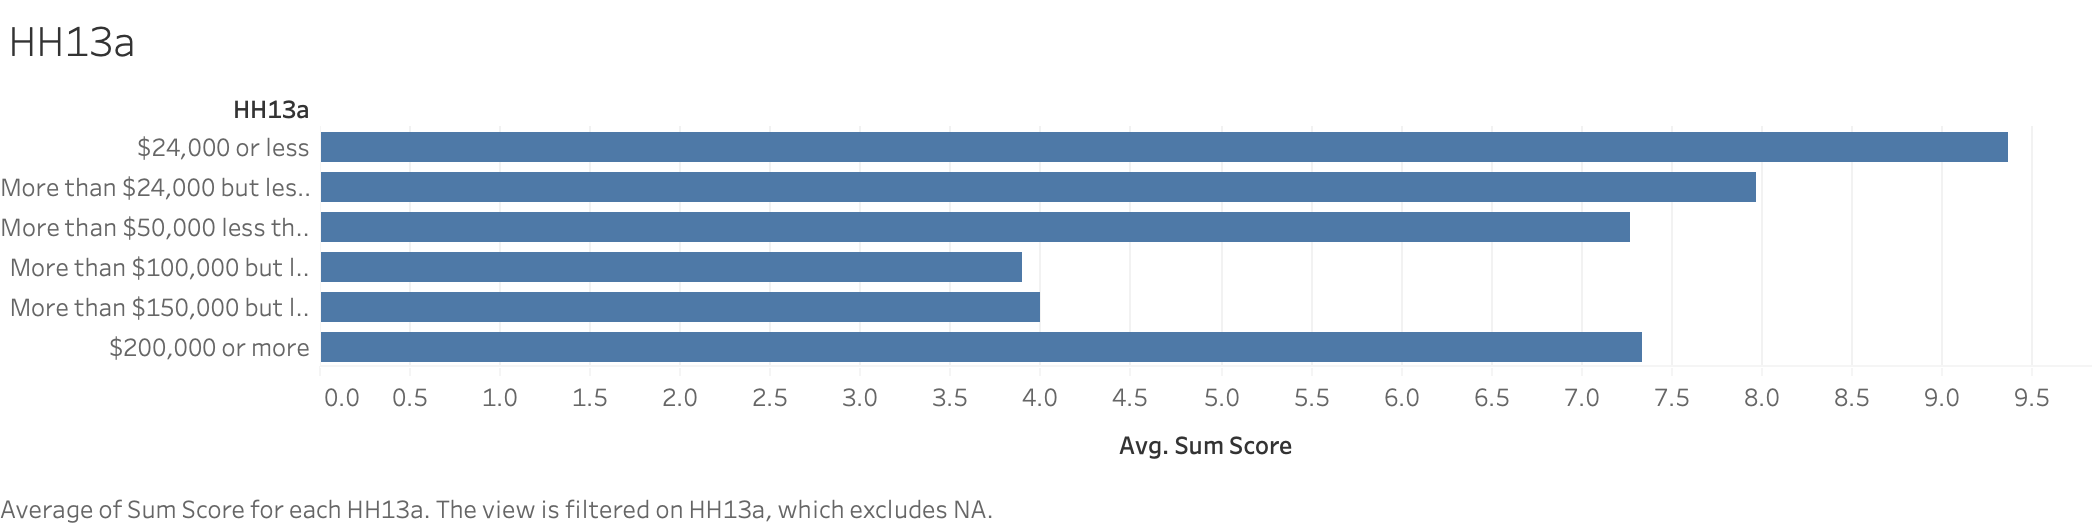 HH13a
HH13a
$24,000 or less
More than $24,000 but les..
More than $50,000 less th..
More than $100,000 but l..
More than $150,000 but l..
$200,000 or more
0.0 0.5 1.0 1.5 2.0 2.5 3.0 3.5 4.0 4.5 5.0 5.5 6.0 6.5 7.0 7.5 8.0 8.5 9.0 9.5
Avg. Sum Score
Average of Sum Score for each HH13a. The view is filtered on HH13a, which excludes NA.